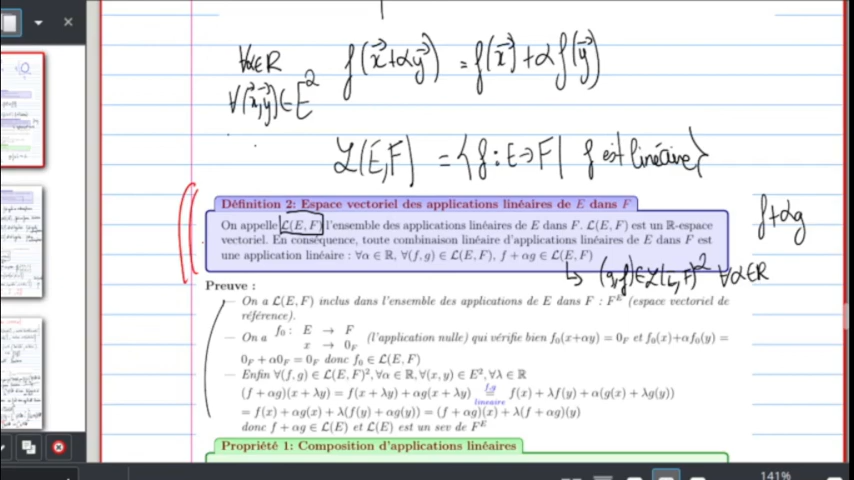 ∀α∈ℝ
∀(x⃗,y⃗)∈E²
f(x⃗+αy⃗) = f(x⃗)+αf(y⃗)
ℒ(E,F) = {f : E→F | f est linéaire}
Définition 2: Espace vectoriel des applications linéaires de E dans F
On appelle ℒ(E, F) l'ensemble des applications linéaires de E dans F. ℒ(E, F) est un ℝ-espace
vectoriel. En conséquence, toute combinaison linéaire d'applications linéaires de E dans F est
une application linéaire : ∀α ∈ ℝ, ∀(f, g) ∈ ℒ(E, F), f + αg ∈ ℒ(E, F)
f+αg
↳ (g,f)∈ℒ(E,F)² ∀α∈ℝ
Preuve :
— On a ℒ(E, F) inclus dans l'ensemble des applications de E dans F : F^E (espace vectoriel de
référence).
— On a f₀ : E → F
x → 0_F
(l'application nulle) qui vérifie bien f₀(x+αy) = 0_F et f₀(x)+αf₀(y) =
0_F + α0_F = 0_F donc f₀ ∈ ℒ(E, F)
— Enfin ∀(f, g) ∈ ℒ(E, F)², ∀α ∈ ℝ, ∀(x, y) ∈ E², ∀λ ∈ ℝ
(f + αg)(x + λy) = f(x + λy) + αg(x + λy) = f(x) + λf(y) + α(g(x) + λg(y))
f,g
linéaire
= f(x) + αg(x) + λ(f(y) + αg(y)) = (f + αg)(x) + λ(f + αg)(y)
donc f + αg ∈ ℒ(E) et ℒ(E) est un sev de F^E
Propriété 1: Composition d'applications linéaires
141%